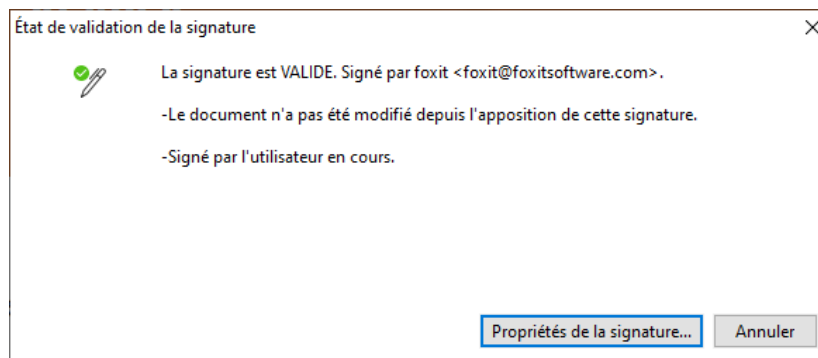 État de validation de la signature
La signature est VALIDE. Signé par foxit <foxit@foxitsoftware.com>.
-Le document n'a pas été modifié depuis l'apposition de cette signature.
-Signé par l'utilisateur en cours.
Propriétés de la signature... Annuler